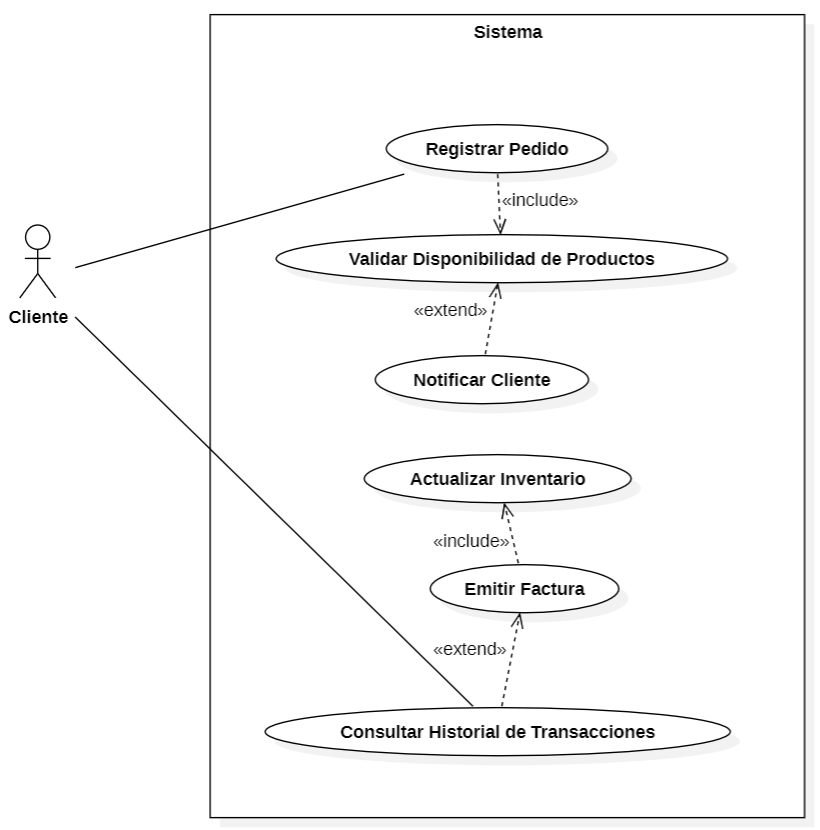 Sistema
Registrar Pedido
«include»
Validar Disponibilidad de Productos
«extend»
Cliente
Notificar Cliente
Actualizar Inventario
«include»
Emitir Factura
«extend»
Consultar Historial de Transacciones